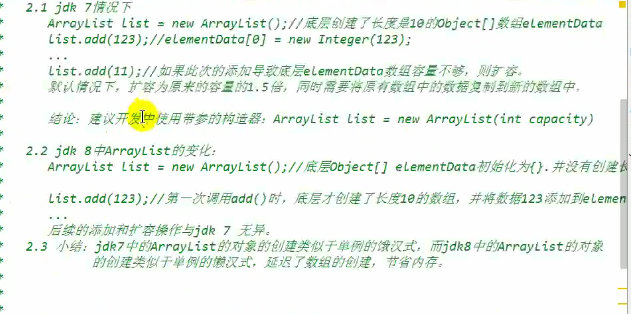 * 2.1 jdk 7情况下
* ArrayList list = new ArrayList();//底层创建了长度是10的Object[]数组elementData
* list.add(123);//elementData[0] = new Integer(123);
* ...
* list.add(11);//如果此次的添加导致底层elementData数组容量不够，则扩容。
* 默认情况下，扩容为原来的容量的1.5倍，同时需要将原有数组中的数据复制到新的数组中。
*
* 结论：建议开发中使用带参的构造器：ArrayList list = new ArrayList(int capacity)
*
* 2.2 jdk 8中ArrayList的变化：
* ArrayList list = new ArrayList();//底层Object[] elementData初始化为{}.并没有创建长
*
* list.add(123);//第一次调用add()时，底层才创建了长度10的数组，并将数据123添加到elemen
* ...
* 后续的添加和扩容操作与jdk 7 无异。
* 2.3 小结：jdk7中的ArrayList的对象的创建类似于单例的饿汉式，而jdk8中的ArrayList的对象
* 的创建类似于单例的懒汉式，延迟了数组的创建，节省内存。
*
*